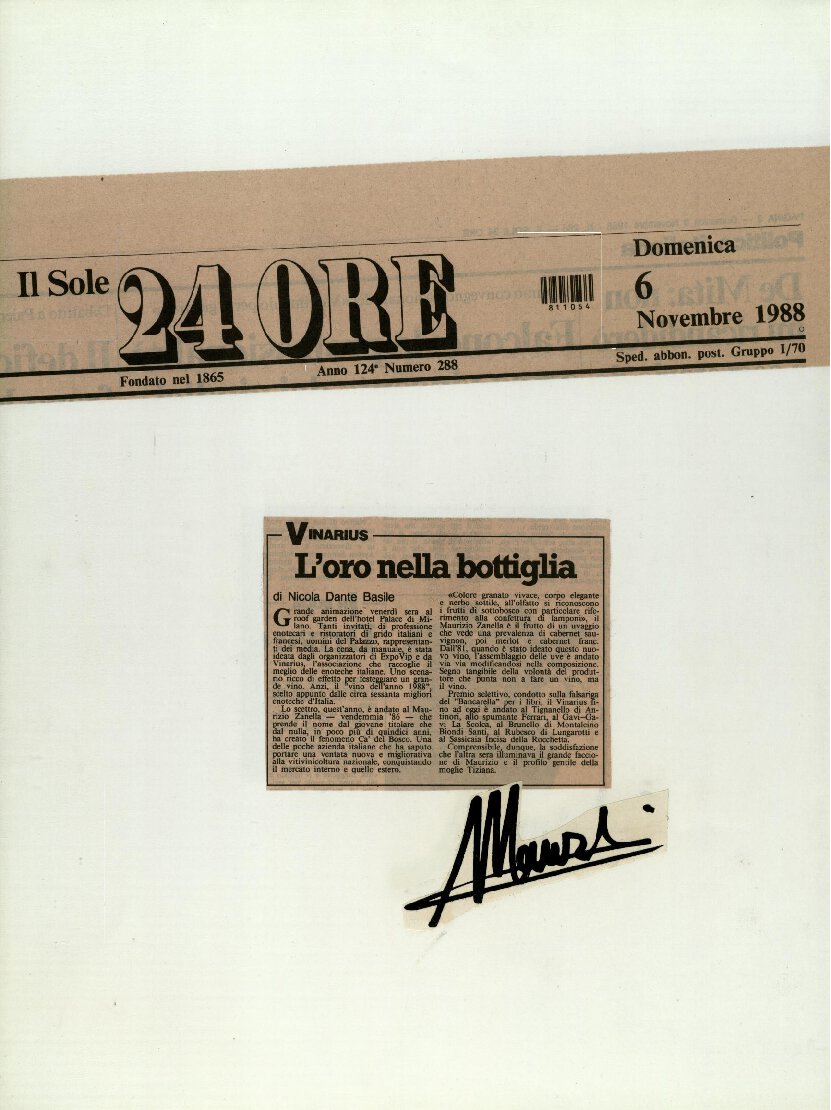 Il Sole
24 ORE
811054
Domenica
6
Novembre 1988
Fondato nel 1865
Anno 124° Numero 288
Sped. abbon. post. Gruppo I/70
VINARIUS
L'oro nella bottiglia
di Nicola Dante Basile
Grande animazione venerdì sera al
roof garden dell'hotel Palace di Mi-
lano. Tanti invitati, di professione
enotecari e ristoratori di grido italiani e
francesi, uomini del Palazzo, rappresentan-
ti dei media. La cena, da manuale, è stata
ideata dagli organizzatori di ExpoVip e da
Vinarius, l'associazione che raccoglie il
meglio delle enoteche italiane. Uno scena-
rio ricco di effetto per festeggiare un gran-
de vino. Anzi, il "vino dell'anno 1988",
scelto appunto dalle circa sessanta migliori
enoteche d'Italia.
Lo scettro, quest'anno, è andato al Mau-
rizio Zanella — vendemmia '86 — che
prende il nome dal giovane titolare che
dal nulla, in poco più di quindici anni,
ha creato il fenomeno Ca' del Bosco. Una
delle poche azienda italiane che ha saputo
portare una ventata nuova e migliorativa
alla vitivinicoltura nazionale, conquistando
il mercato interno e quello estero.
«Colore granato vivace, corpo elegante
e nerbo sottile, all'olfatto si riconoscono
i frutti di sottobosco con particolare rife-
rimento alla confettura di lampone», il
Maurizio Zanella è il frutto di un uvaggio
che vede una prevalenza di cabernet sau-
vignon, poi merlot e cabernet franc.
Dall'81, quando è stato ideato questo nuo-
vo vino, l'assemblaggio delle uve è andato
via via modificandosi nella composizione.
Segno tangibile della volontà del produt-
tore che punta non a fare un vino, ma
il vino.
Premio selettivo, condotto sulla falsariga
del "Bancarella" per i libri, il Vinarius fi-
no ad oggi è andato al Tignanello di An-
tinori, allo spumante Ferrari, al Gavi-Ga-
vi La Scolca, al Brunello di Montalcino
Biondi Santi, al Rubesco di Lungarotti e
al Sassicaia Incisa della Rocchetta.
Comprensibile, dunque, la soddisfazione
che l'altra sera illuminava il grande faccio-
ne di Maurizio e il profilo gentile della
moglie Tiziana.